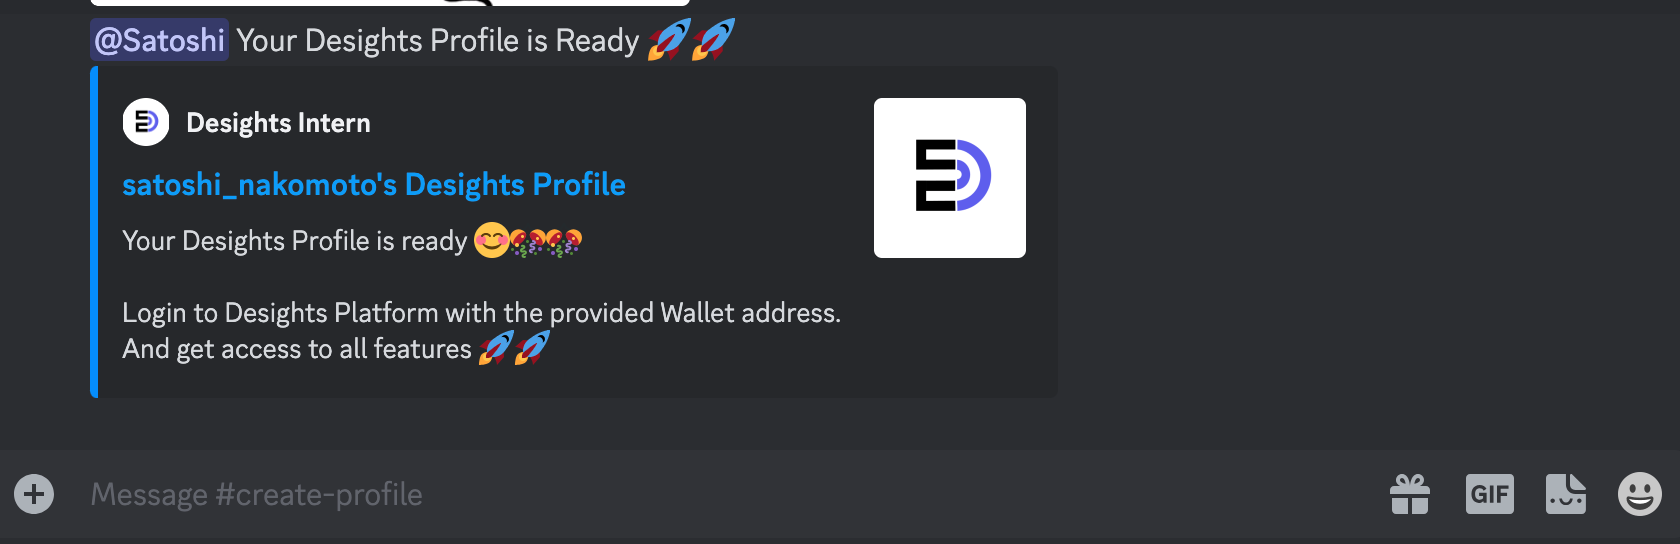 @Satoshi Your Desights Profile is Ready 🚀🚀
Desights Intern
satoshi_nakomoto's Desights Profile
Your Desights Profile is ready 😊🎊🎊
Login to Desights Platform with the provided Wallet address.
And get access to all features 🚀🚀
Message #create-profile
GIF